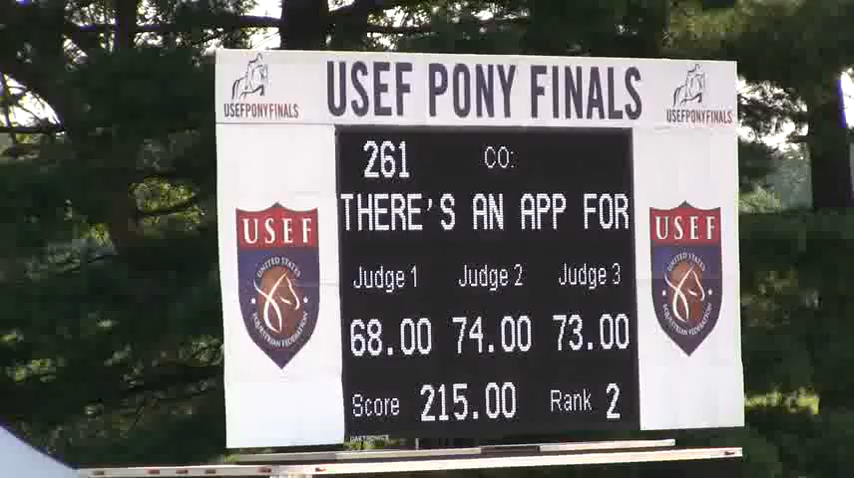 USEF PONY FINALS
USEFPONYFINALS
USEFPONYFINALS
261 CO:
THERE'S AN APP FOR
USEF
UNITED STATES
EQUESTRIAN FEDERATION
USEF
UNITED STATES
EQUESTRIAN FEDERATION
Judge 1 Judge 2 Judge 3
68.00 74.00 73.00
Score 215.00 Rank 2
DAKTRONICS